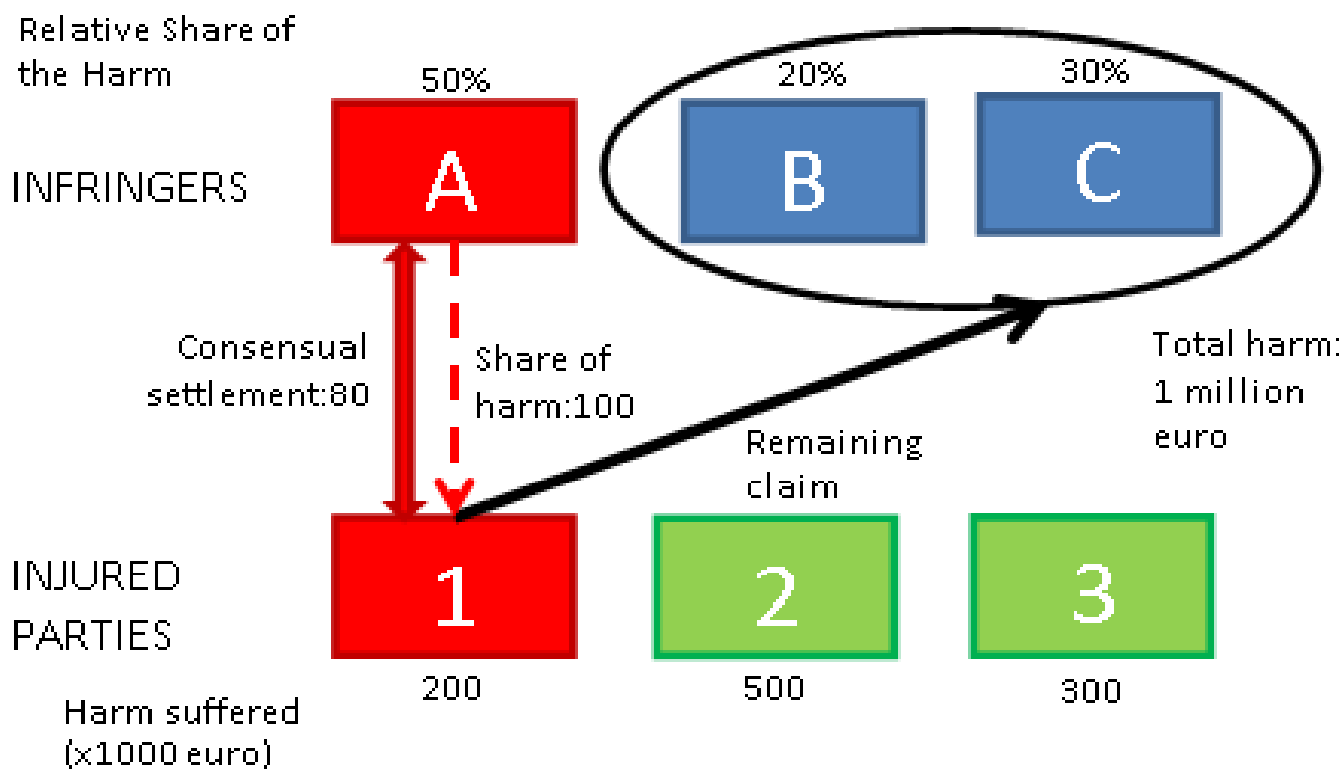 Relative Share of
the Harm
50%
20%
30%
INFRINGERS
A
B
C
Consensual
settlement:80
Share of
harm:100
Total harm:
1 million
euro
Remaining
claim
INJURED
PARTIES
1
2
3
200
500
300
Harm suffered
(x1000 euro)